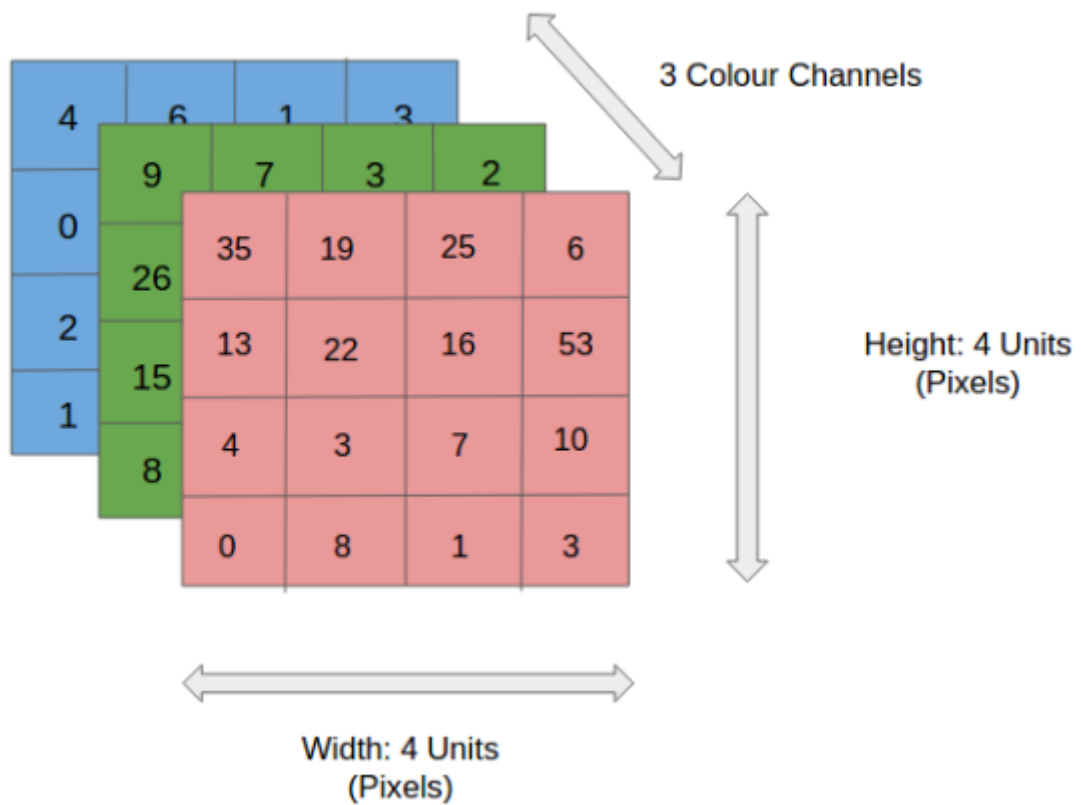 3 Colour Channels
4 6 1 3
9 7 3 2
0
35 19 25 6
26
13 22 16 53
2
Height: 4 Units
(Pixels)
15
4 3 7 10
1
8
0 8 1 3
Width: 4 Units
(Pixels)